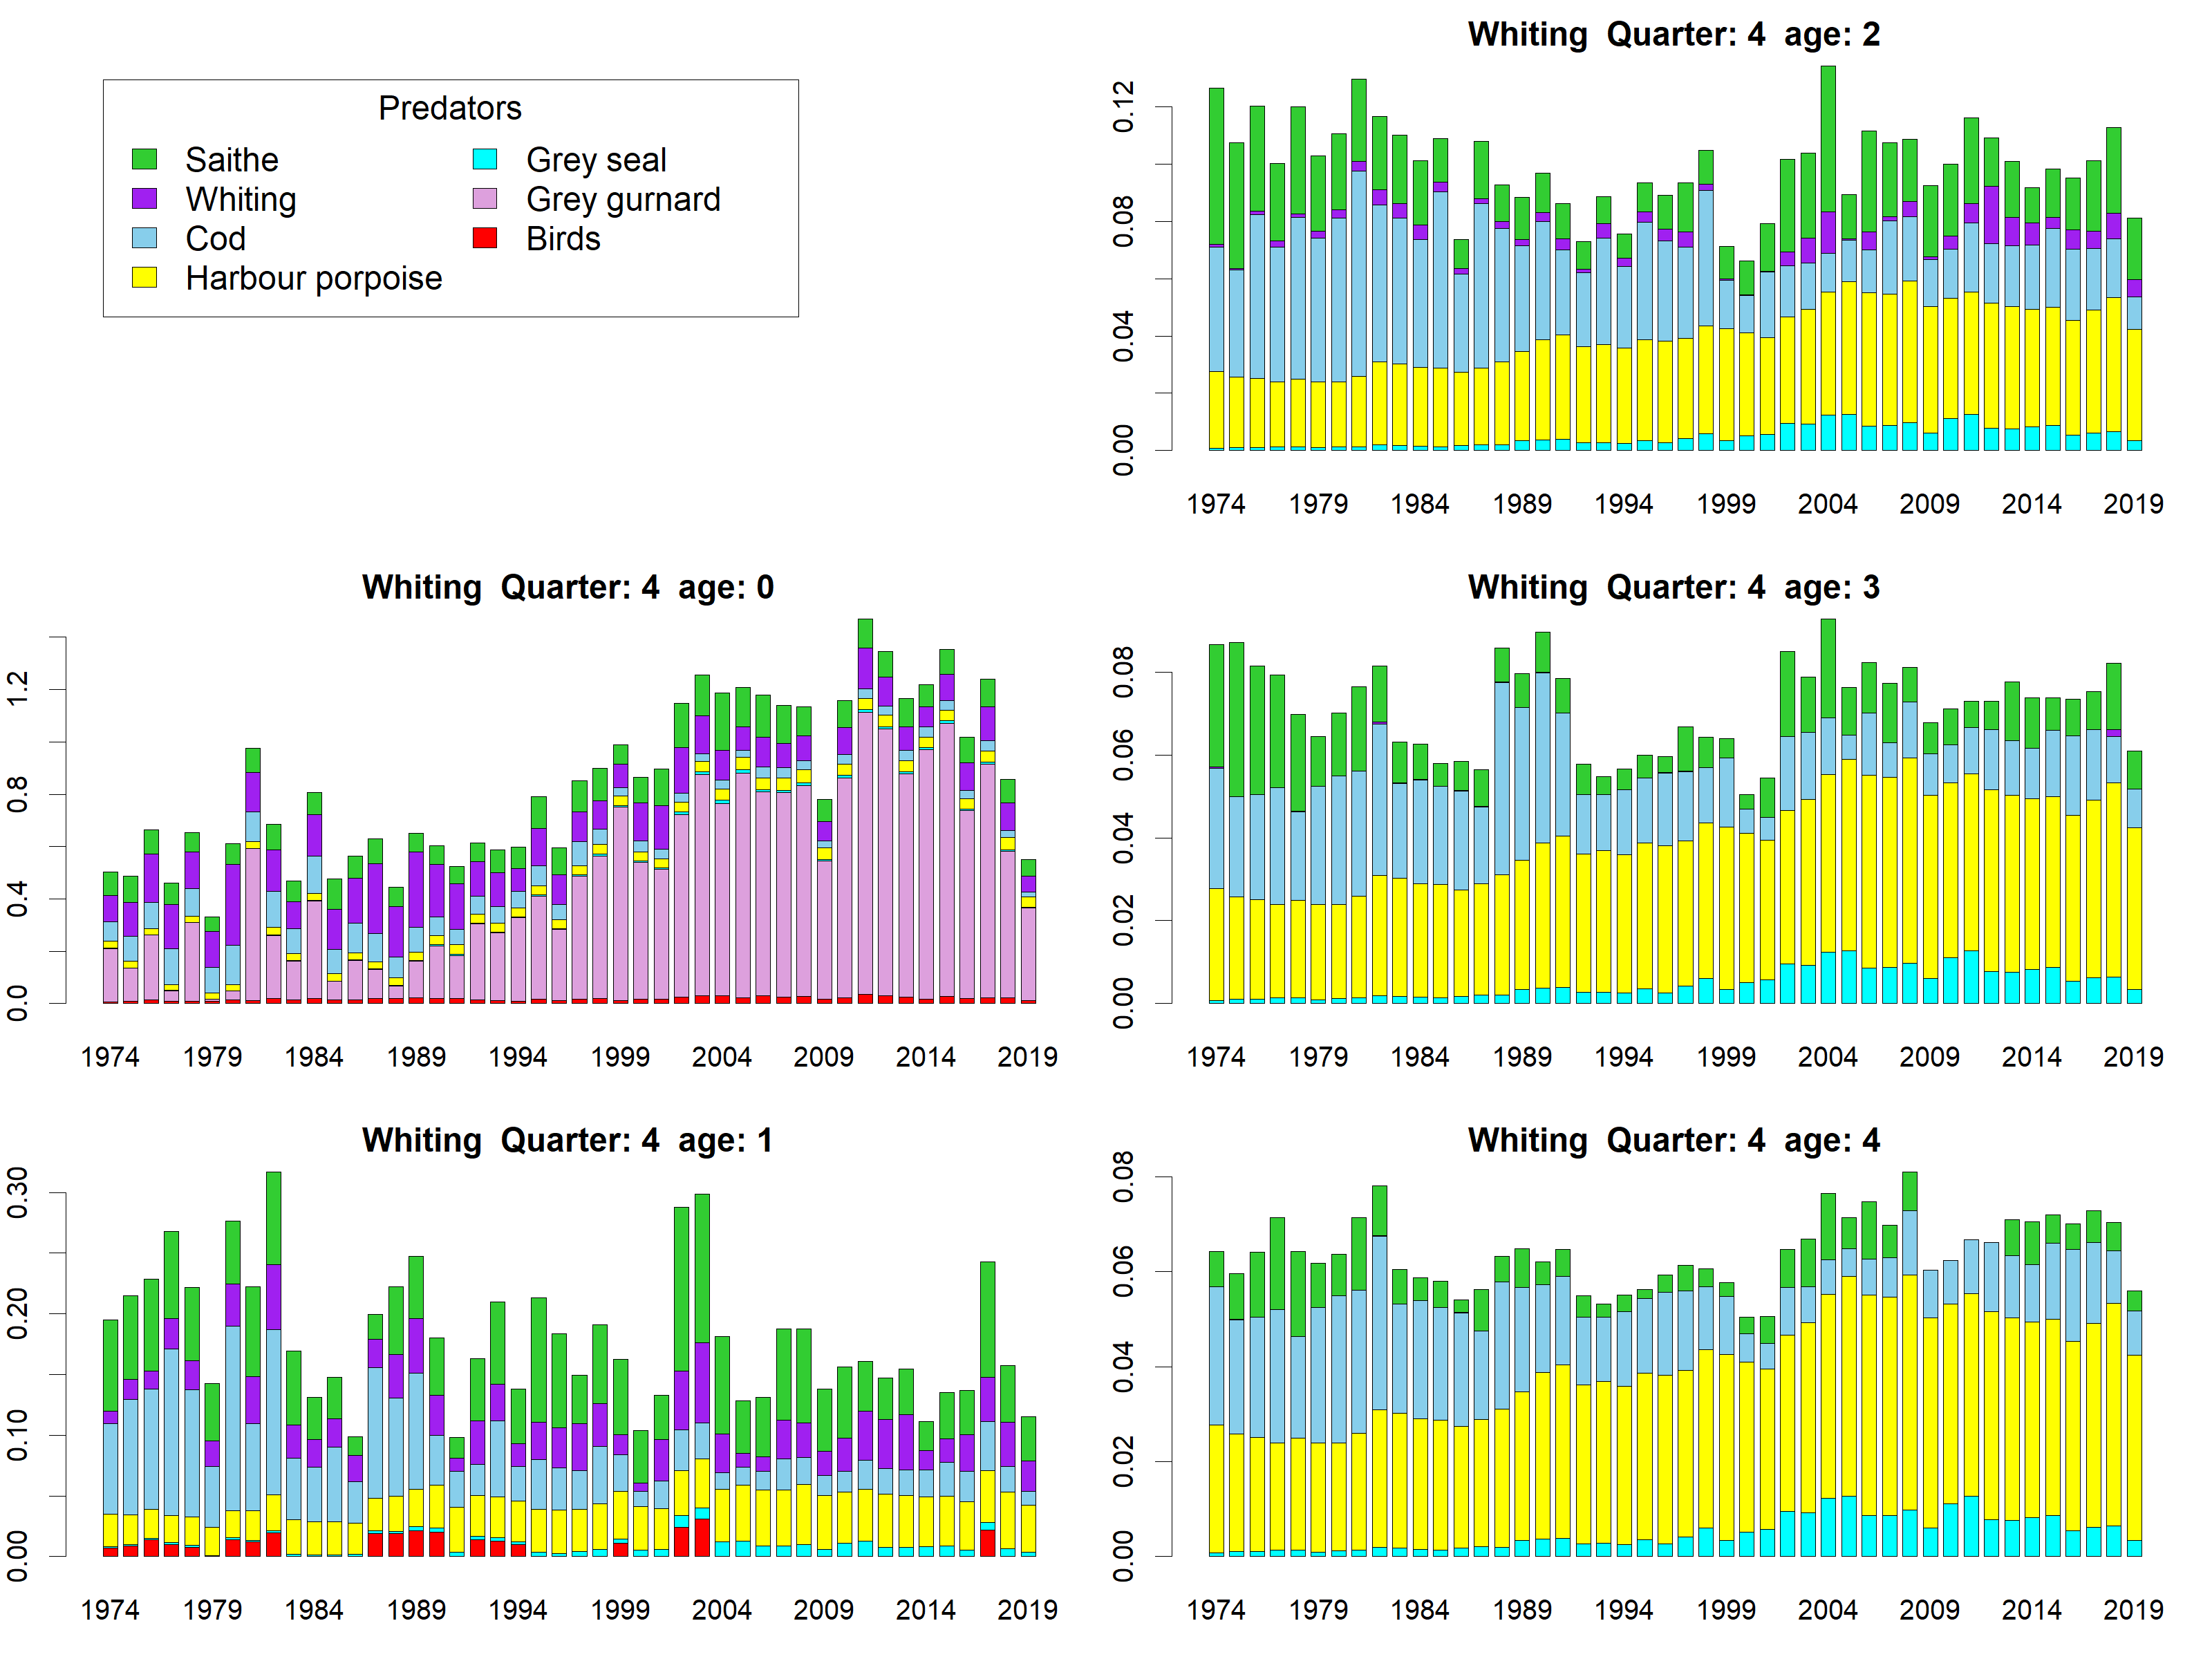 Predators
Saithe
Whiting
Cod
Harbour porpoise
Grey seal
Grey gurnard
Birds
Whiting Quarter: 4 age: 2
0.12
0.08
0.04
0.00
1974 1979 1984 1989 1994 1999 2004 2009 2014 2019
Whiting Quarter: 4 age: 0
1.2
0.8
0.4
0.0
1974 1979 1984 1989 1994 1999 2004 2009 2014 2019
Whiting Quarter: 4 age: 3
0.08
0.06
0.04
0.02
0.00
1974 1979 1984 1989 1994 1999 2004 2009 2014 2019
Whiting Quarter: 4 age: 1
0.30
0.20
0.10
0.00
1974 1979 1984 1989 1994 1999 2004 2009 2014 2019
Whiting Quarter: 4 age: 4
0.08
0.06
0.04
0.02
0.00
1974 1979 1984 1989 1994 1999 2004 2009 2014 2019